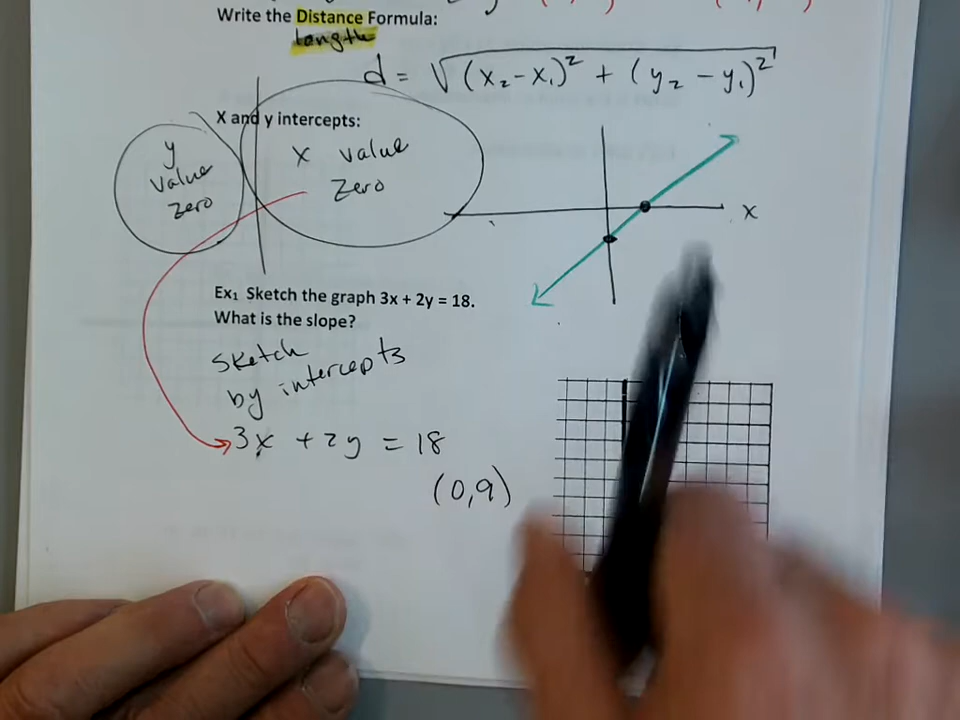 Write the Distance Formula:
length
d = √(x₂-x₁)² + (y₂-y₁)²
X and y intercepts:
y
value
zero
x value
zero
x
Ex₁ Sketch the graph 3x + 2y = 18.
What is the slope?
Sketch
by intercepts
3x + 2y = 18
(0,9)